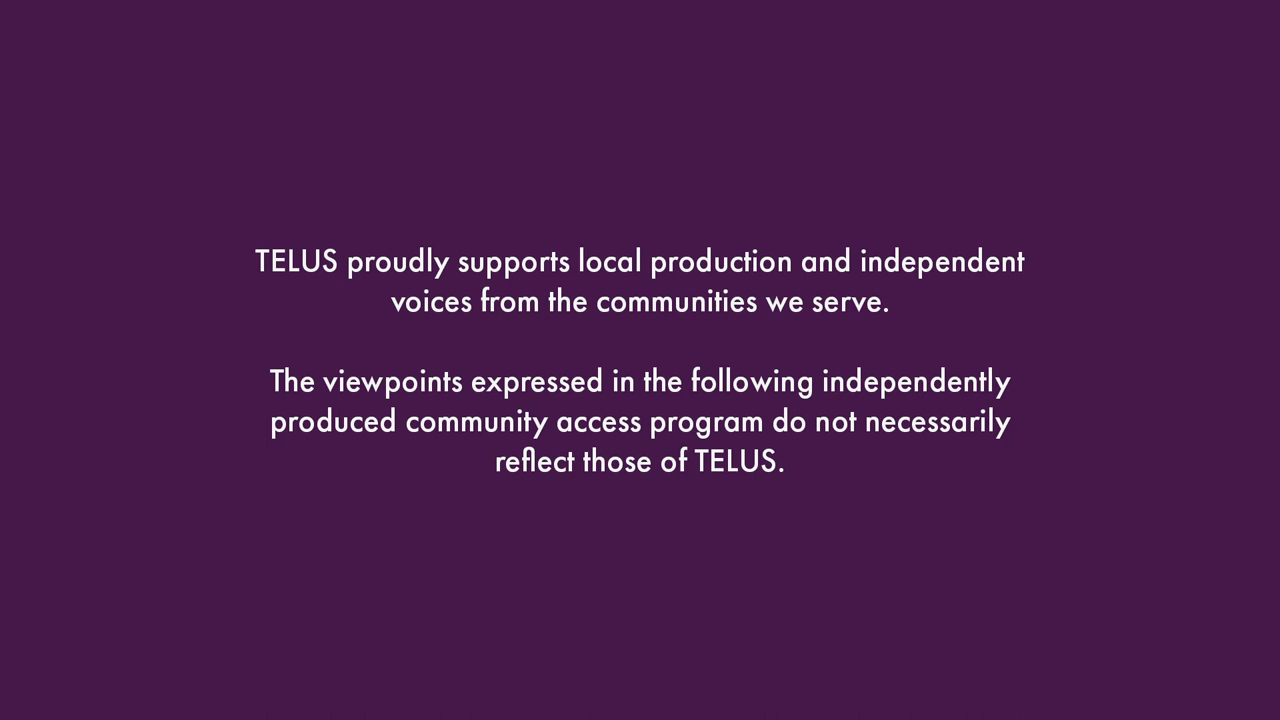 TELUS proudly supports local production and independent
voices from the communities we serve.
The viewpoints expressed in the following independently
produced community access program do not necessarily
reflect those of TELUS.